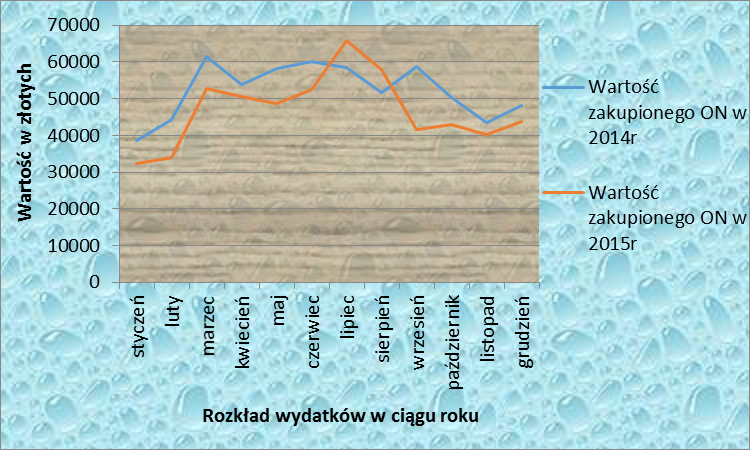 70000
60000
50000
40000
30000
20000
10000
0
Wartość w złotych
styczeń
luty
marzec
kwiecień
maj
czerwiec
lipiec
sierpień
wrzesień
październik
listopad
grudzień
Rozkład wydatków w ciągu roku
Wartość
zakupionego ON w
2014r
Wartość
zakupionego ON w
2015r